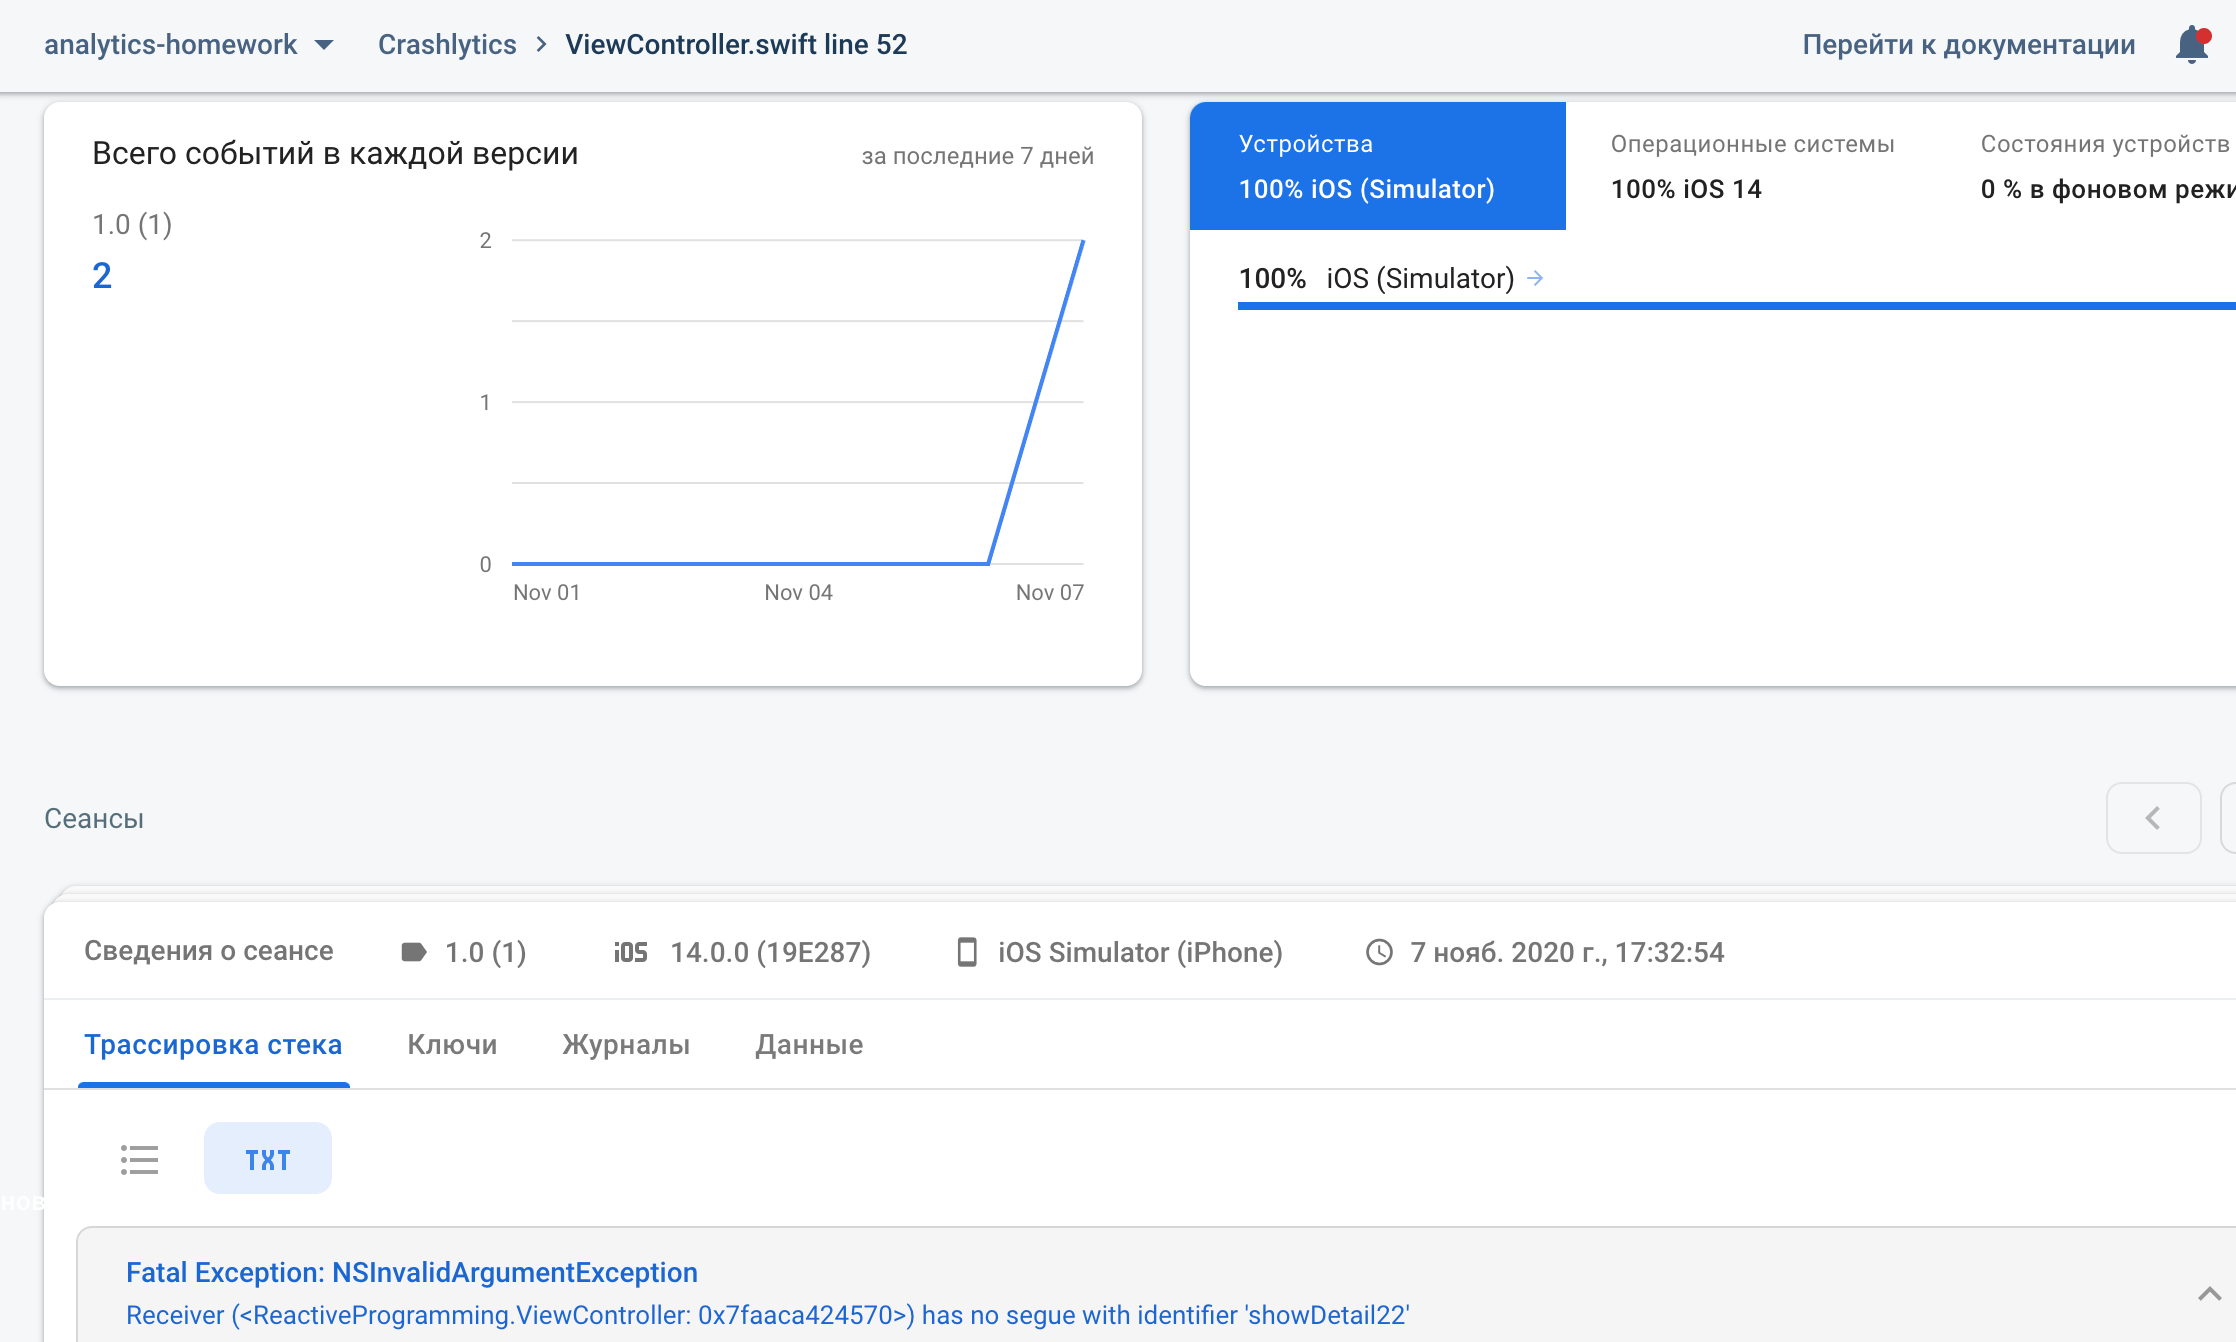 analytics-homework
Crashlytics > ViewController.swift line 52
Перейти к документации
Всего событий в каждой версии
за последние 7 дней
1.0 (1)
2
2
1
0
Nov 01
Nov 04
Nov 07
Устройства
100% iOS (Simulator)
Операционные системы
100% iOS 14
Состояния устройств
0 % в фоновом режи
100% iOS (Simulator)
Сеансы
Сведения о сеансе
1.0 (1)
iOS 14.0.0 (19E287)
iOS Simulator (iPhone)
7 нояб. 2020 г., 17:32:54
Трассировка стека
Ключи
Журналы
Данные
TXT
нов
Fatal Exception: NSInvalidArgumentException
Receiver (<ReactiveProgramming.ViewController: 0x7faaca424570>) has no segue with identifier 'showDetail22'